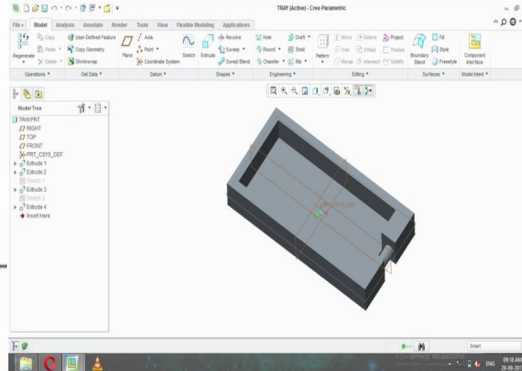 TRAY (Active) - Creo Parametric
File Model Analysis Annotate Render Tools View Flexible Modeling Applications
Regenerate
Copy
Paste
Delete
User-Defined Feature
Copy Geometry
Shrinkwrap
Plane
Axis
Point
Coordinate System
Sketch
Extrude
Revolve
Sweep
Swept Blend
Hole
Round
Chamfer
Draft
Shell
Rib
Pattern
Mirror
Trim
Merge
Extend
Offset
Intersect
Project
Thicken
Solidify
Boundary Blend
Fill
Style
Freestyle
Component Interface
Operations Get Data Datum Shapes Engineering Editing Surfaces Model Intent
Model Tree
TRAY.PRT
RIGHT
TOP
FRONT
PRT_CSYS_DEF
Extrude 1
Extrude 2
Sketch 1
Extrude 3
Sketch 2
Extrude 4
Insert Here
PRT_CSYS_DEF
Smart
ENG
09:18 AM